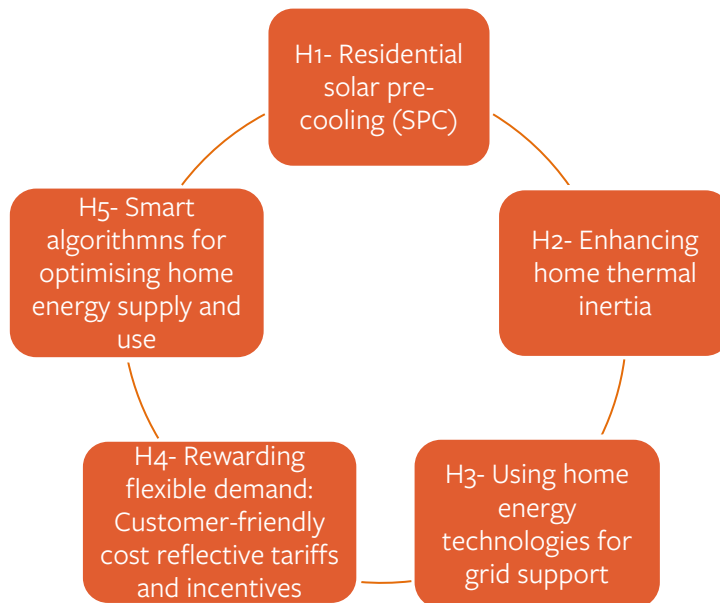 H1- Residential
solar pre-
cooling (SPC)
H2- Enhancing
home thermal
inertia
H3- Using home
energy
technologies for
grid support
H4- Rewarding
flexible demand:
Customer-friendly
cost reflective tariffs
and incentives
H5- Smart
algorithmns for
optimising home
energy supply and
use